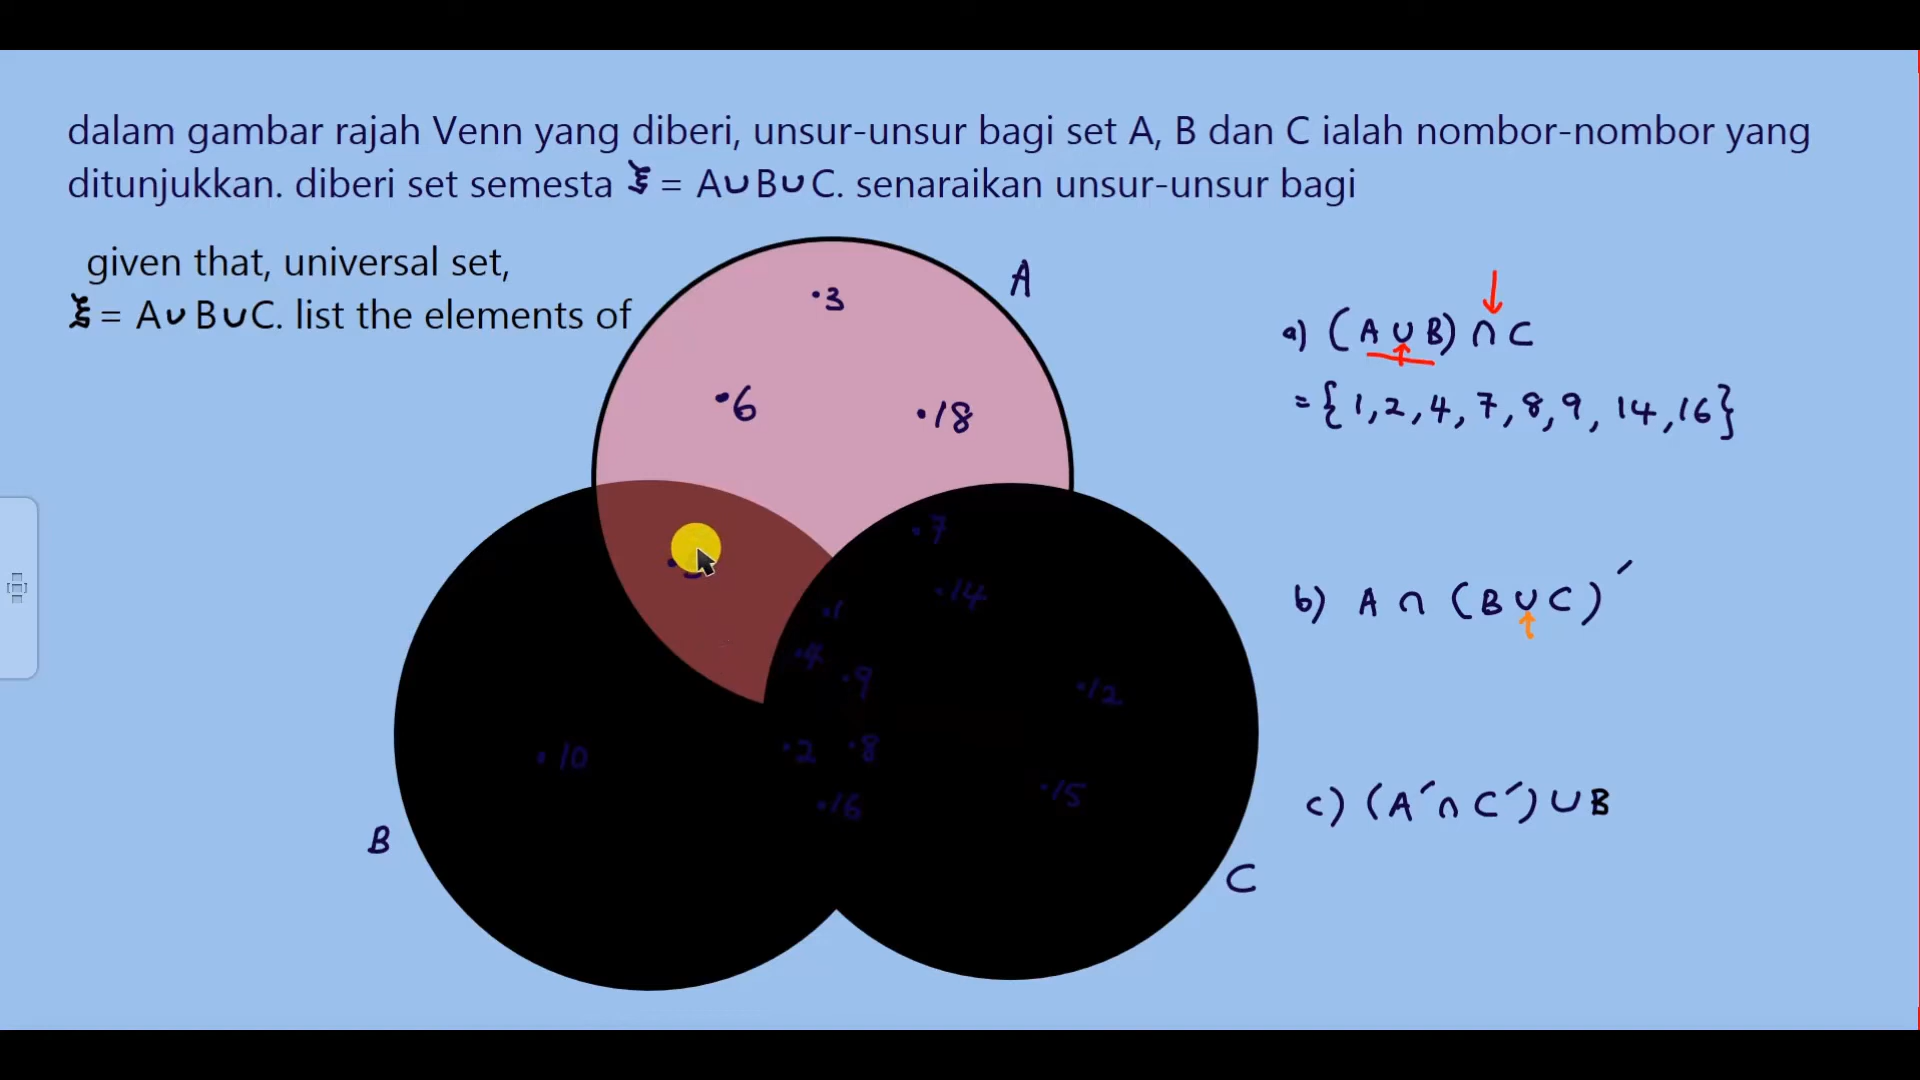 dalam gambar rajah Venn yang diberi, unsur-unsur bagi set A, B dan C ialah nombor-nombor yang
ditunjukkan. diberi set semesta ξ = A∪B∪C. senaraikan unsur-unsur bagi
given that, universal set,
ξ = A∪B∪C. list the elements of
A
.3
a) (A∪B)∩C
.6
.18
= {1,2,4,7,8,9,14,16}
.7
.14
.1
b) A∩(B∪C)′
.4
.9
.12
.2
.8
.10
.15
.16
c) (A′∩C′)∪B
B
C